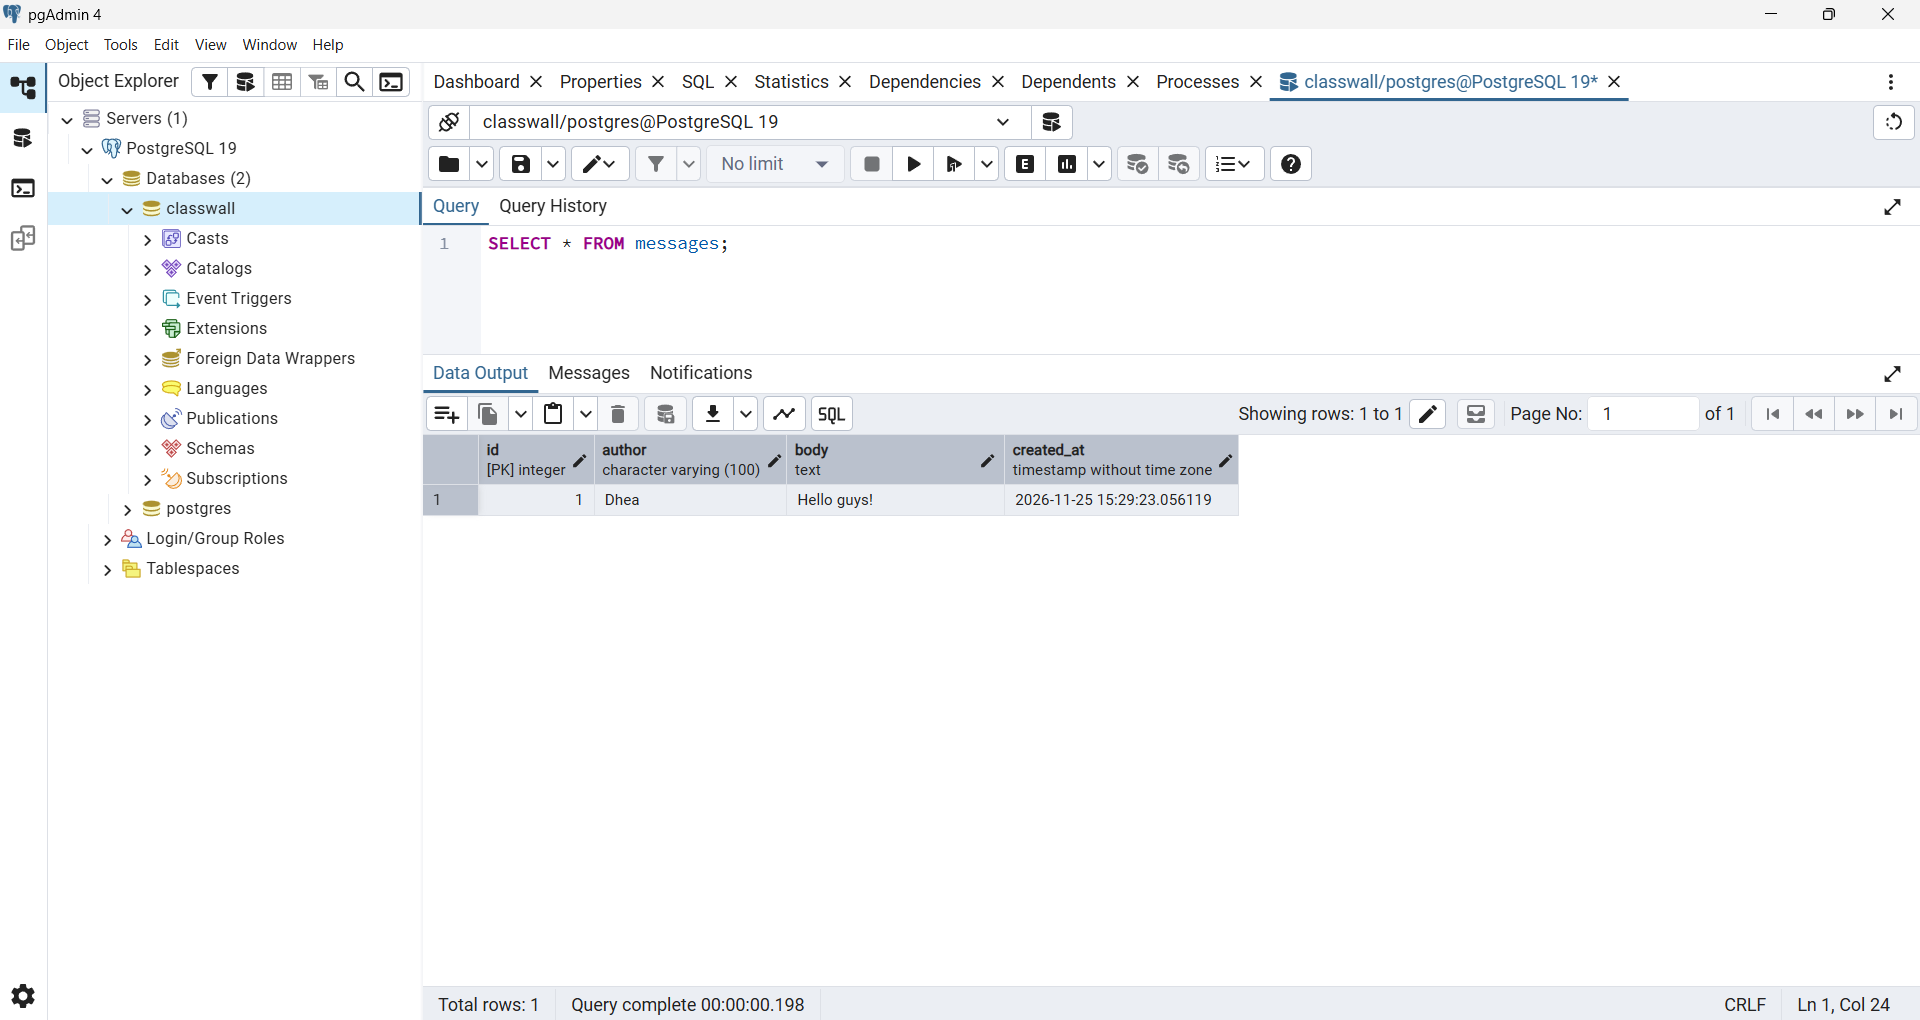 pgAdmin 4
File Object Tools Edit View Window Help
Object Explorer
Dashboard Properties SQL Statistics Dependencies Dependents Processes classwall/postgres@PostgreSQL 19*
Servers (1)
PostgreSQL 19
Databases (2)
classwall
Casts
Catalogs
Event Triggers
Extensions
Foreign Data Wrappers
Languages
Publications
Schemas
Subscriptions
postgres
Login/Group Roles
Tablespaces
classwall/postgres@PostgreSQL 19
No limit
E
Query Query History
1 SELECT * FROM messages;
Data Output Messages Notifications
SQL
Showing rows: 1 to 1 Page No: 1 of 1
id author body created_at
[PK] integer character varying (100) text timestamp without time zone
1 1 Dhea Hello guys! 2026-11-25 15:29:23.056119
Total rows: 1 Query complete 00:00:00.198 CRLF Ln 1, Col 24